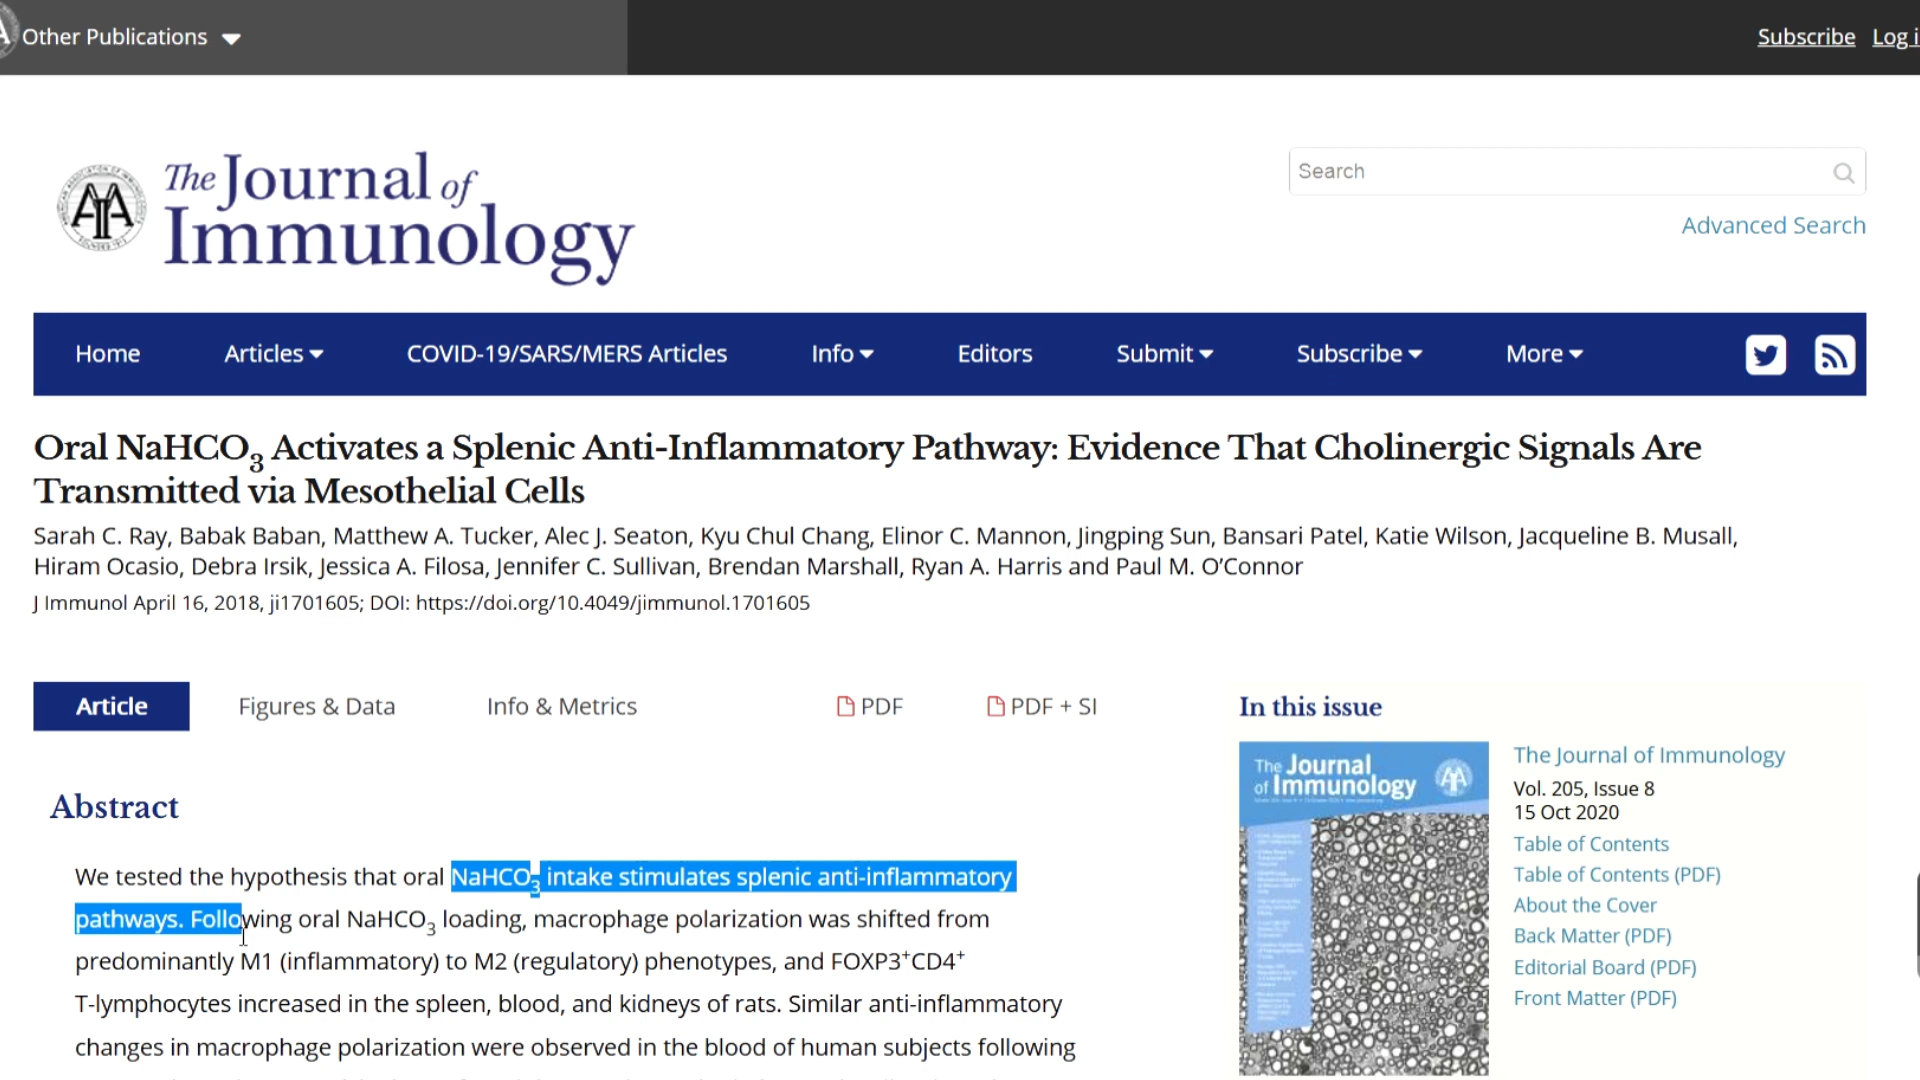 Other Publications
Subscribe Log i
The Journal of
Immunology
Search
Advanced Search
Home Articles COVID-19/SARS/MERS Articles Info Editors Submit Subscribe More
Oral NaHCO3 Activates a Splenic Anti-Inflammatory Pathway: Evidence That Cholinergic Signals Are
Transmitted via Mesothelial Cells
Sarah C. Ray, Babak Baban, Matthew A. Tucker, Alec J. Seaton, Kyu Chul Chang, Elinor C. Mannon, Jingping Sun, Bansari Patel, Katie Wilson, Jacqueline B. Musall,
Hiram Ocasio, Debra Irsik, Jessica A. Filosa, Jennifer C. Sullivan, Brendan Marshall, Ryan A. Harris and Paul M. O’Connor
J Immunol April 16, 2018, ji1701605; DOI: https://doi.org/10.4049/jimmunol.1701605
Article Figures & Data Info & Metrics PDF PDF + SI
Abstract
We tested the hypothesis that oral NaHCO3 intake stimulates splenic anti-inflammatory
pathways. Following oral NaHCO3 loading, macrophage polarization was shifted from
predominantly M1 (inflammatory) to M2 (regulatory) phenotypes, and FOXP3+CD4+
T-lymphocytes increased in the spleen, blood, and kidneys of rats. Similar anti-inflammatory
changes in macrophage polarization were observed in the blood of human subjects following
In this issue
The Journal
of Immunology
The Journal of Immunology
Vol. 205, Issue 8
15 Oct 2020
Table of Contents
Table of Contents (PDF)
About the Cover
Back Matter (PDF)
Editorial Board (PDF)
Front Matter (PDF)